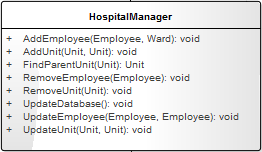 HospitalManager
+ AddEmployee(Employee, Ward): void
+ AddUnit(Unit, Unit): void
+ FindParentUnit(Unit): Unit
+ RemoveEmployee(Employee): void
+ RemoveUnit(Unit): void
+ UpdateDatabase(): void
+ UpdateEmployee(Employee, Employee): void
+ UpdateUnit(Unit, Unit): void